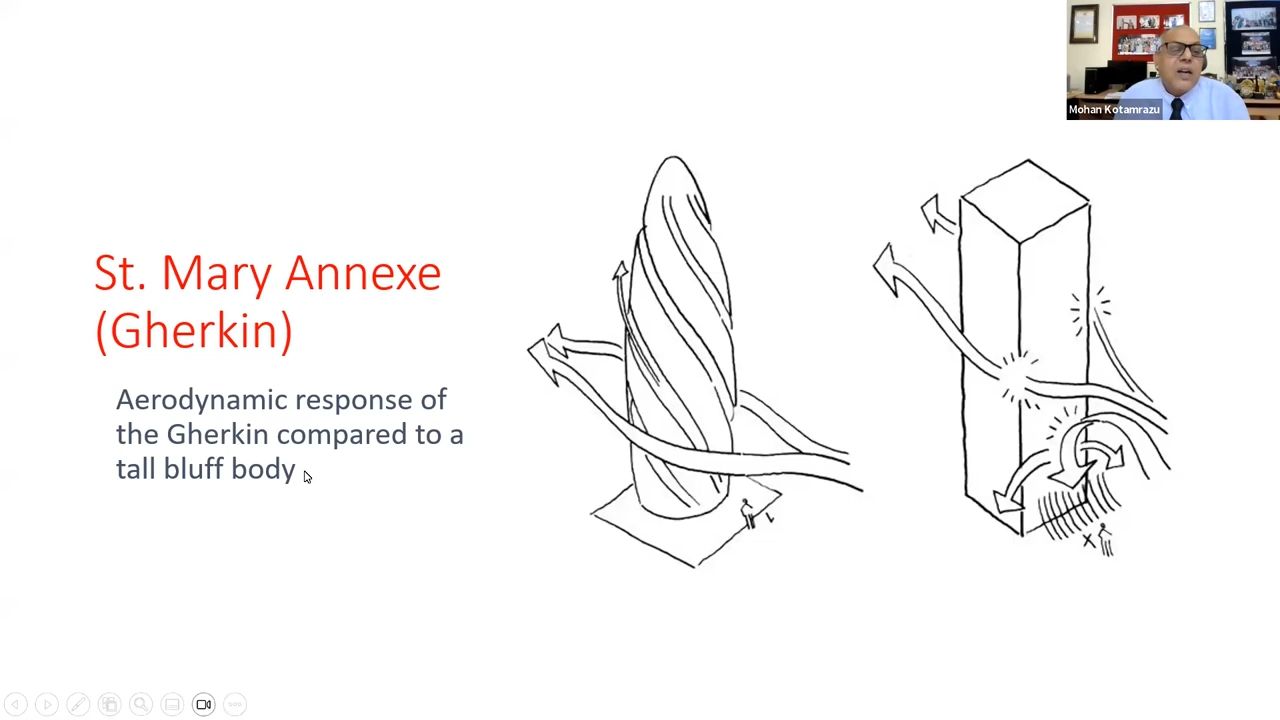 Mohan Kotamrazu
St. Mary Annexe
(Gherkin)
Aerodynamic response of
the Gherkin compared to a
tall bluff body